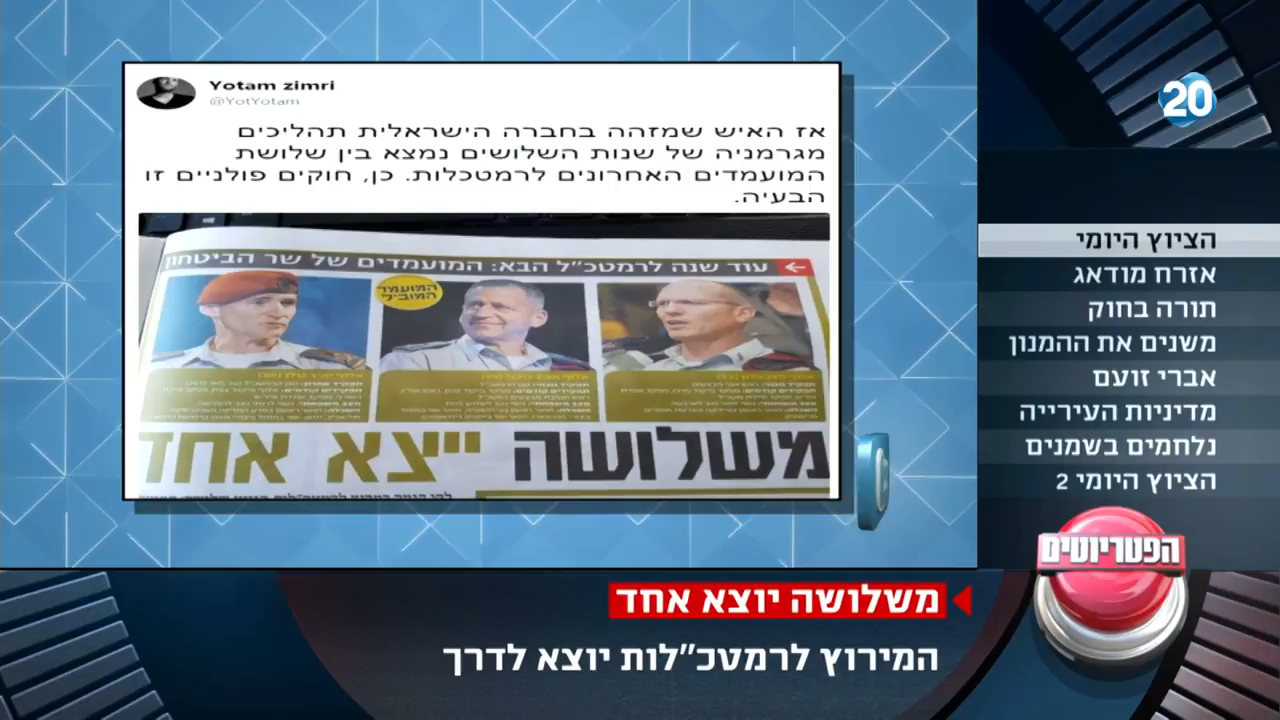 Yotam zimri
@YotYotam
אז האיש שמזהה בחברה הישראלית תהליכים
מגרמניה של שנות השלושים נמצא בין שלושת
המועמדים האחרונים לרמטכלות. כן, חוקים פולניים זו
הבעיה.
עוד שנה לרמטכ״ל הבא: המועמדים של שר הביטחון
המועמד
המוביל
משלושה ייצא אחד
20
הציוץ היומי
אזרח מודאג
תורה בחוק
משנים את ההמנון
אברי זועם
מדיניות העירייה
נלחמים בשמנים
הציוץ היומי 2
הפטריוטים
משלושה יוצא אחד
המירוץ לרמטכ״לות יוצא לדרך